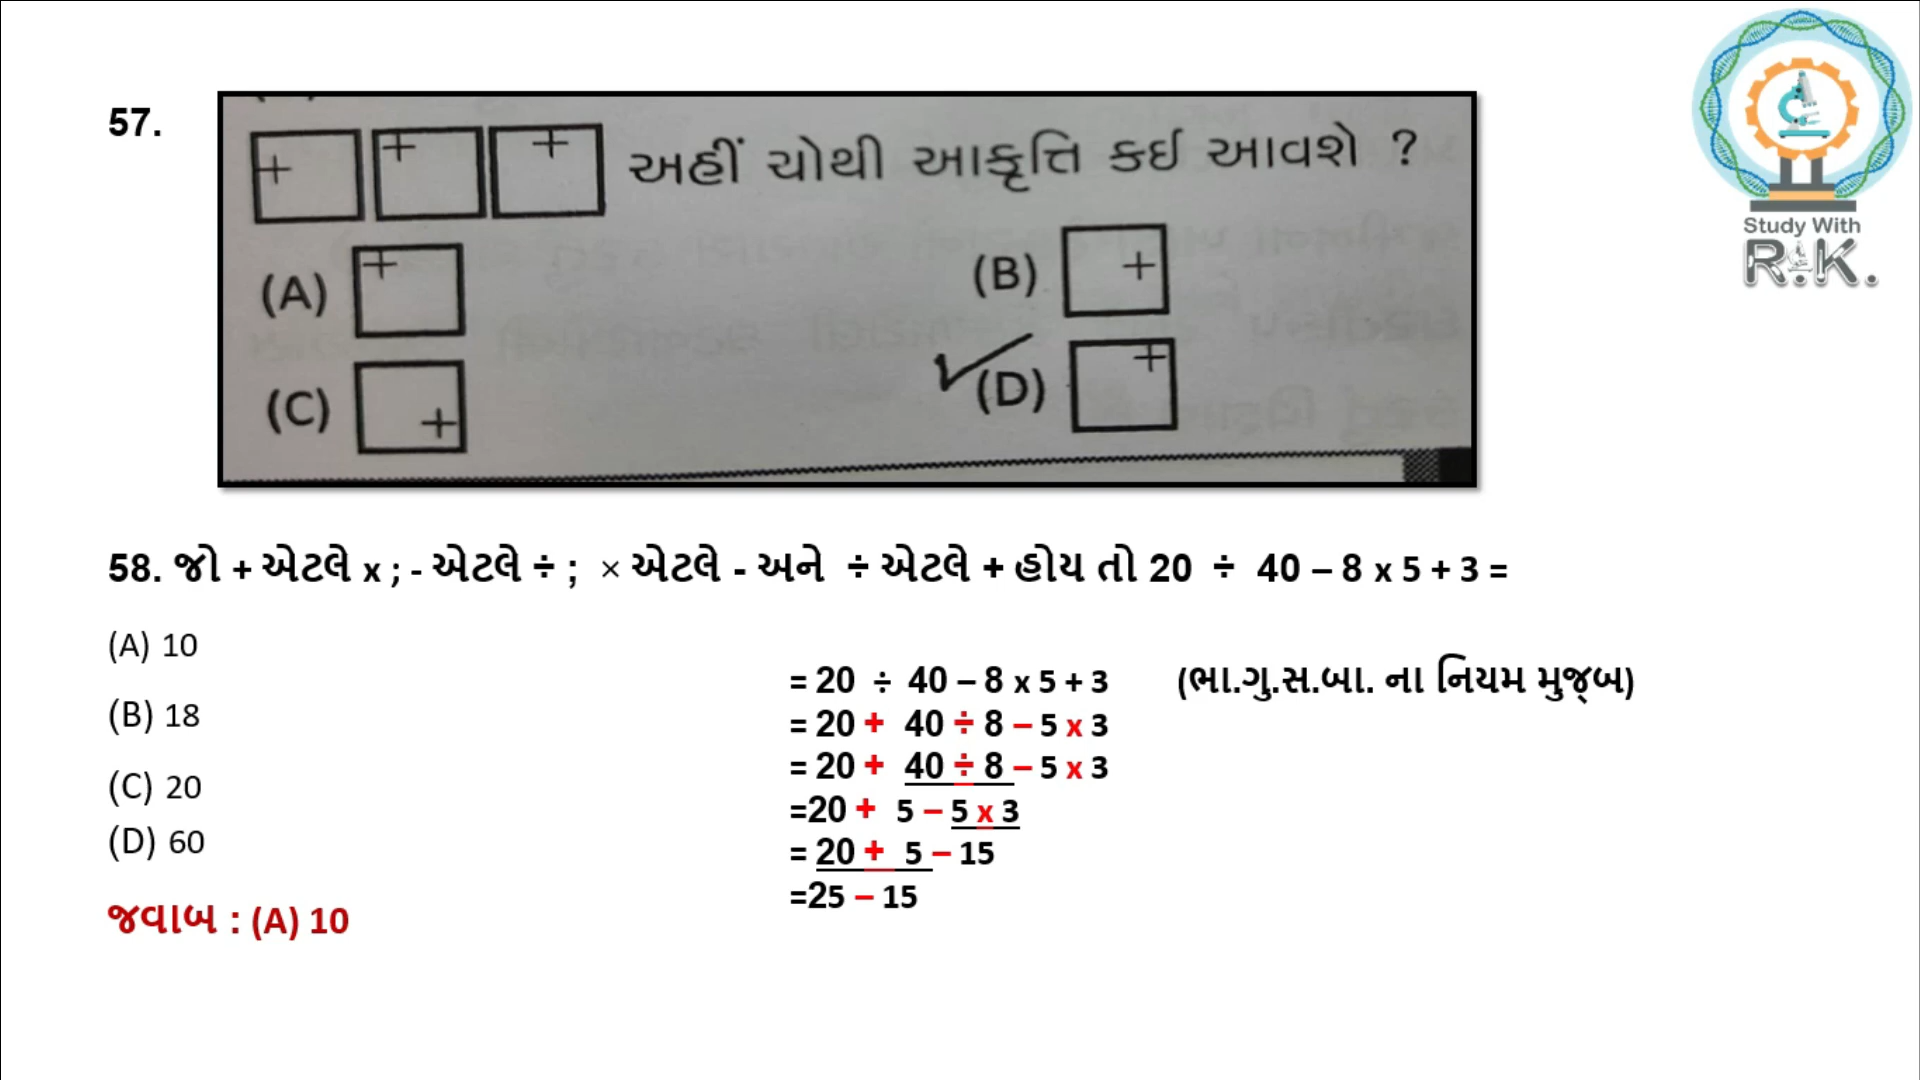 57.
અહીં ચોથી આકૃતિ કઈ આવશે ?
(A)
(B)
(C)
(D)
Study With
R.K.
58. જો + એટલે x ; - એટલે ÷ ; × એટલે - અને ÷ એટલે + હોય તો 20 ÷ 40 – 8 x 5 + 3 =
(A) 10
(B) 18
(C) 20
(D) 60
જવાબ : (A) 10
= 20 ÷ 40 – 8 x 5 + 3 (ભા.ગુ.સ.બા. ના નિયમ મુજ્બ)
= 20 + 40 ÷ 8 – 5 x 3
= 20 + 40 ÷ 8 – 5 x 3
=20 + 5 – 5 x 3
= 20 + 5 – 15
=25 – 15